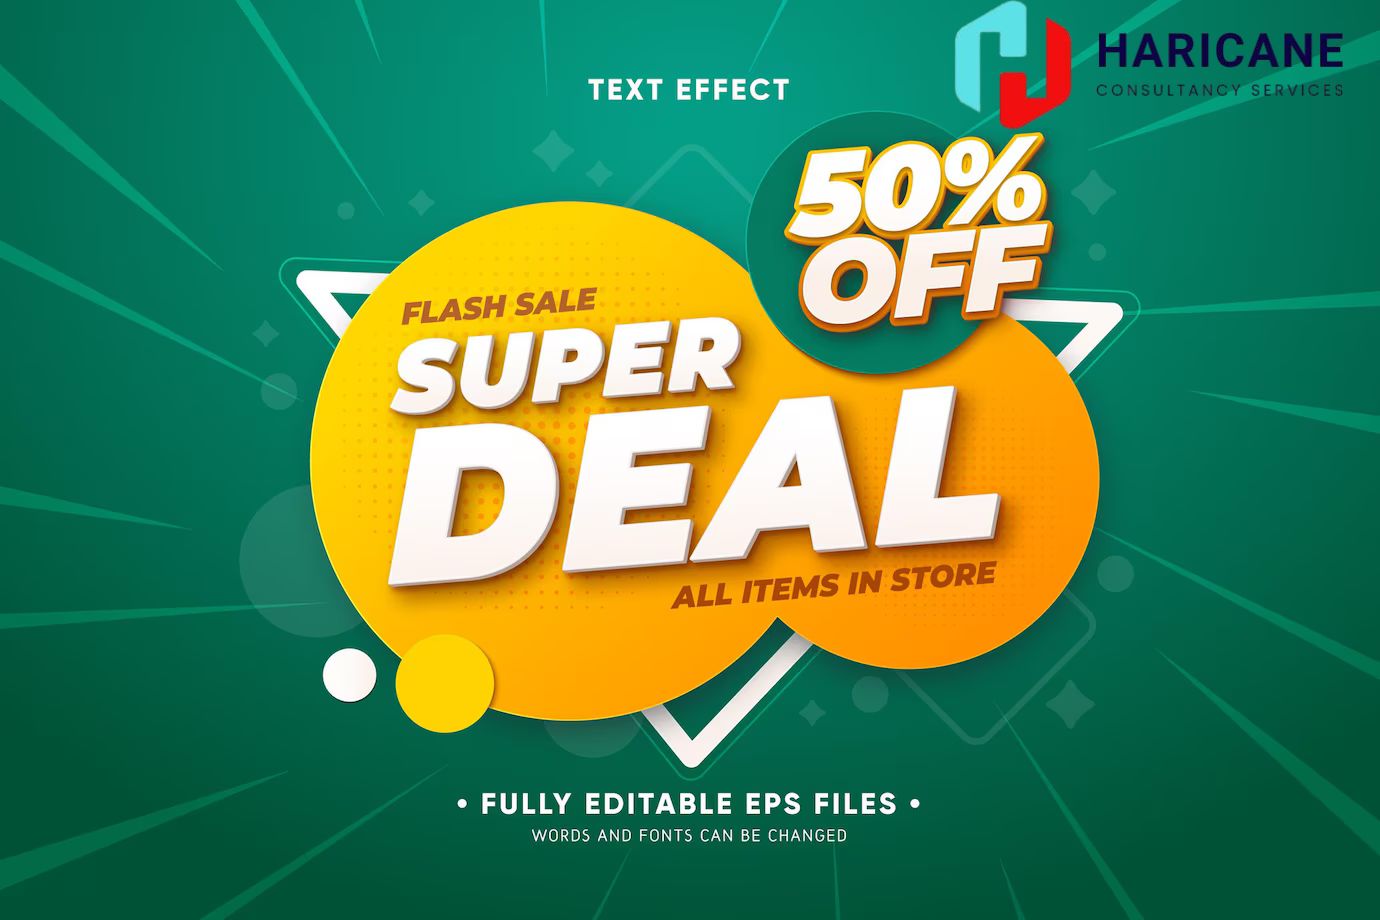 HARICANE
CONSULTANCY SERVICES
TEXT EFFECT
50%
OFF
FLASH SALE
SUPER
DEAL
ALL ITEMS IN STORE
• FULLY EDITABLE EPS FILES •
WORDS AND FONTS CAN BE CHANGED